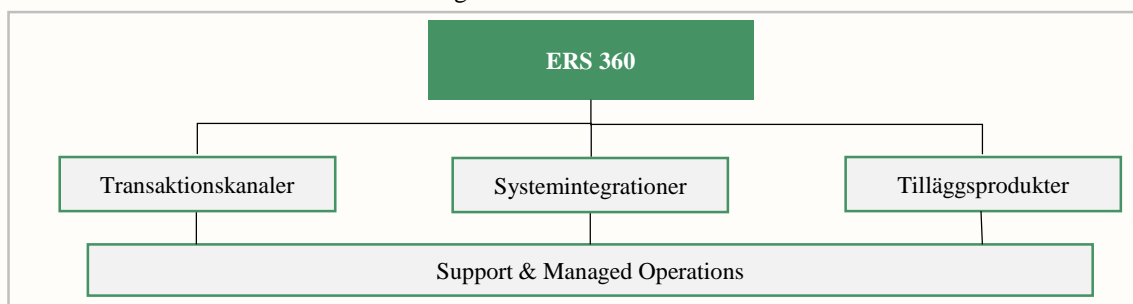 ERS 360
Transaktionskanaler
Systemintegrationer
Tilläggsprodukter
Support & Managed Operations